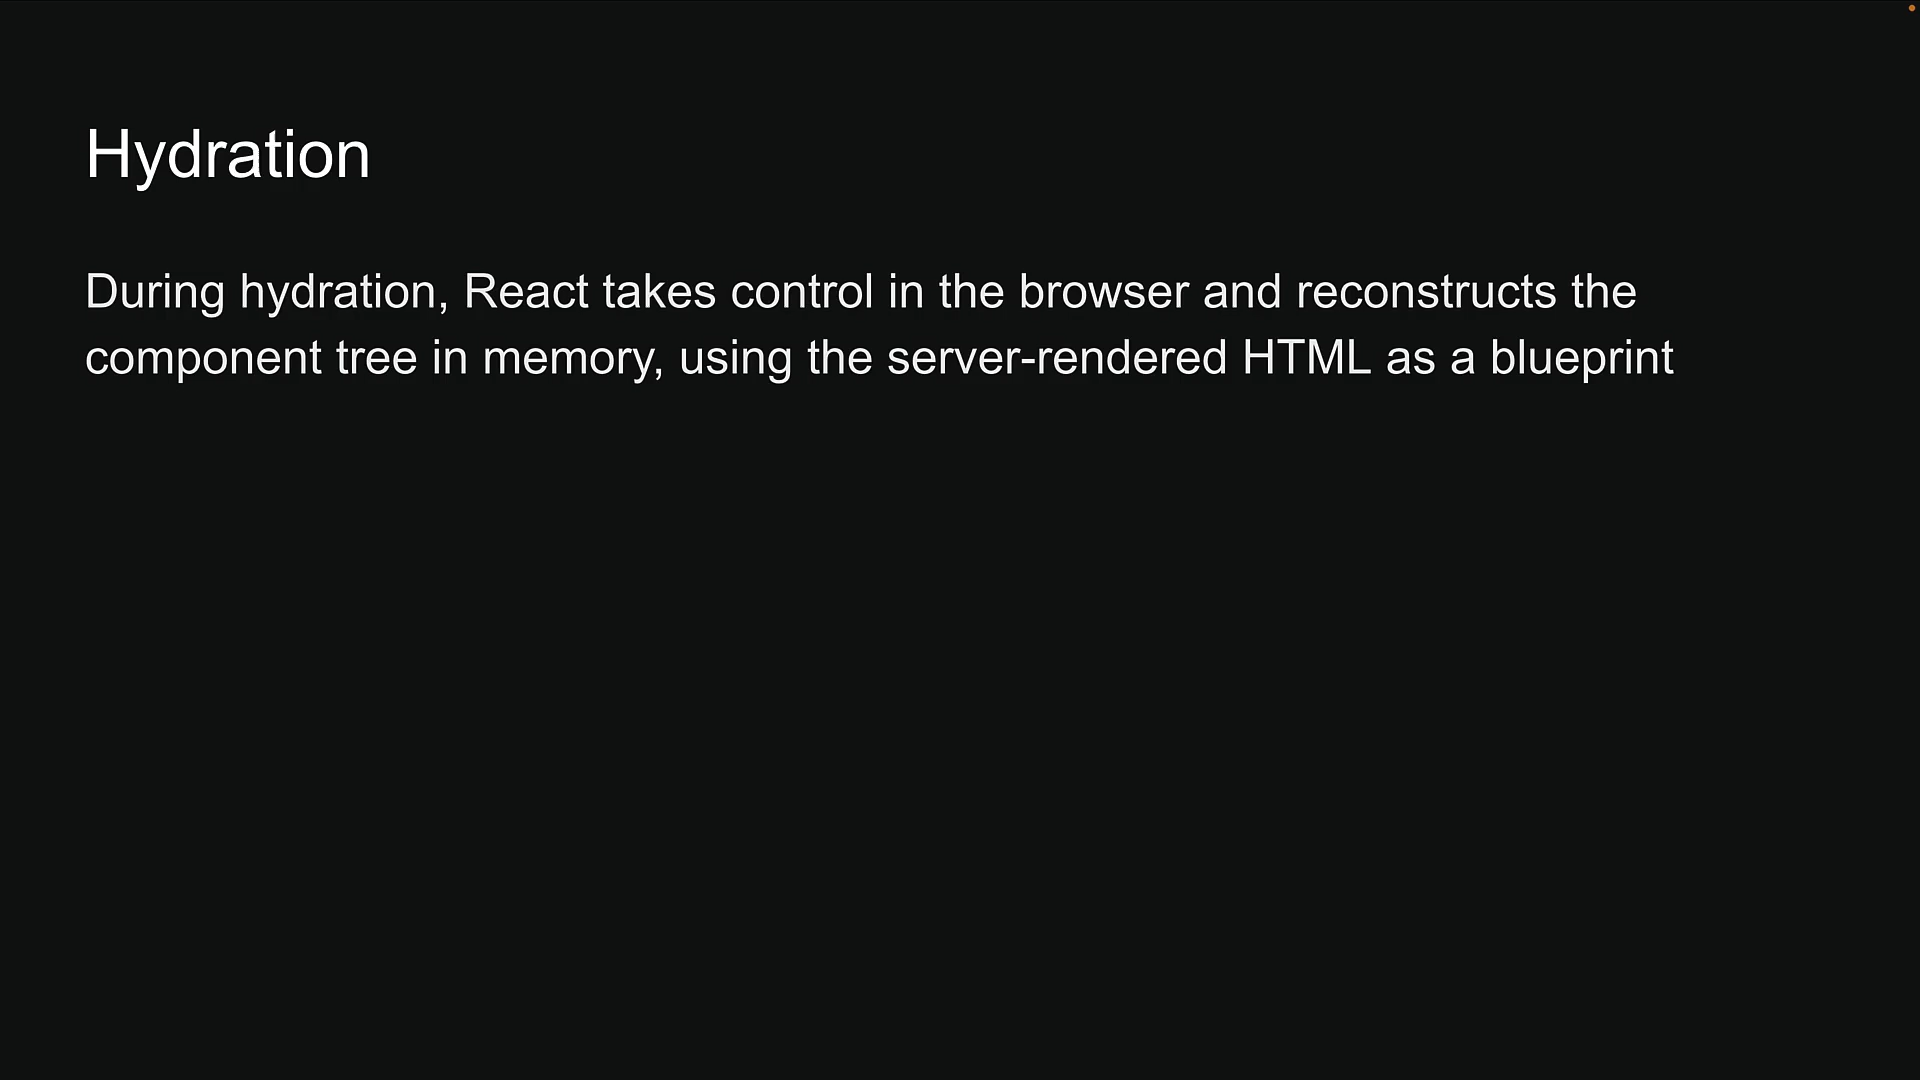 Hydration
During hydration, React takes control in the browser and reconstructs the
component tree in memory, using the server-rendered HTML as a blueprint